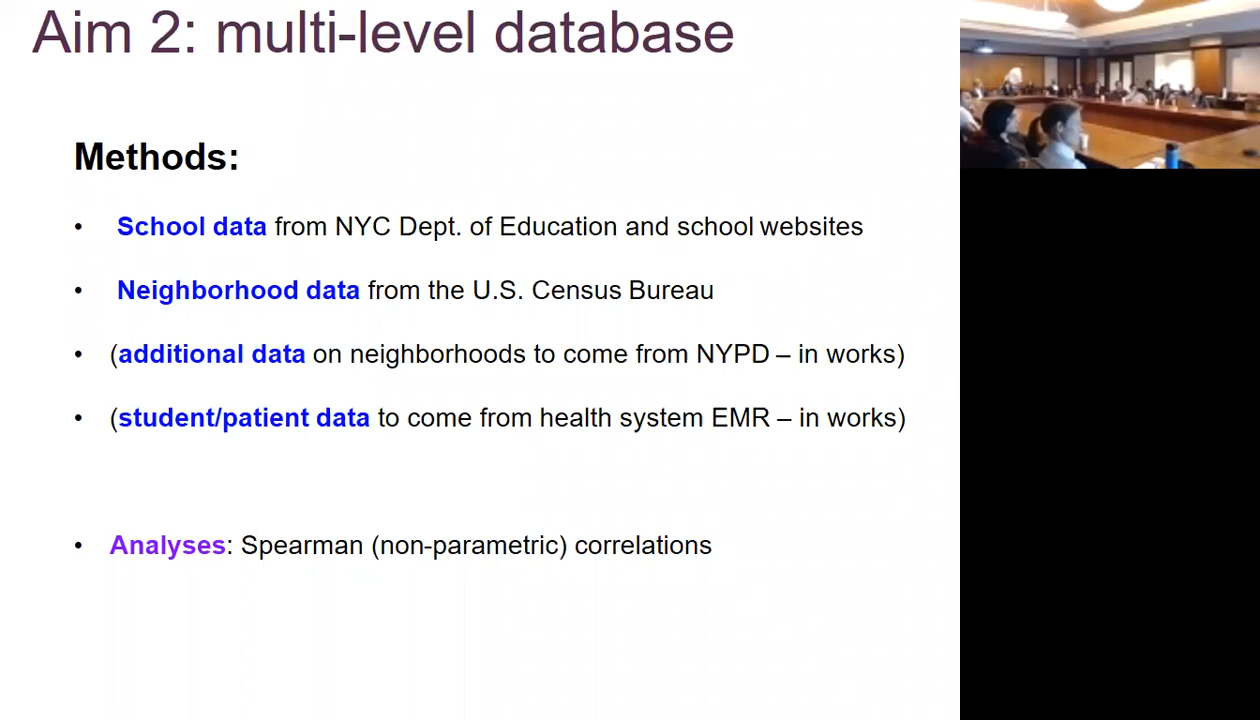 Aim 2: multi-level database
Methods:
• School data from NYC Dept. of Education and school websites
• Neighborhood data from the U.S. Census Bureau
• (additional data on neighborhoods to come from NYPD – in works)
• (student/patient data to come from health system EMR – in works)
• Analyses: Spearman (non-parametric) correlations